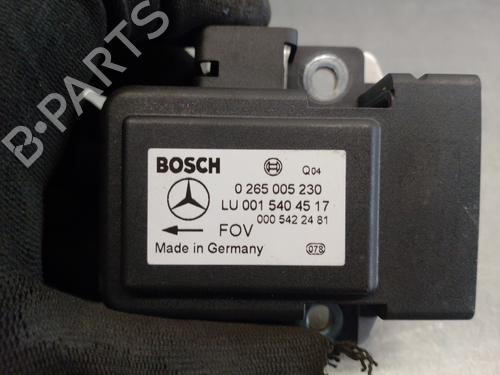 B-PARTS
BOSCH
Q04
0 265 005 230
LU 001 540 45 17
000 542 24 81
← FOV
Made in Germany
078